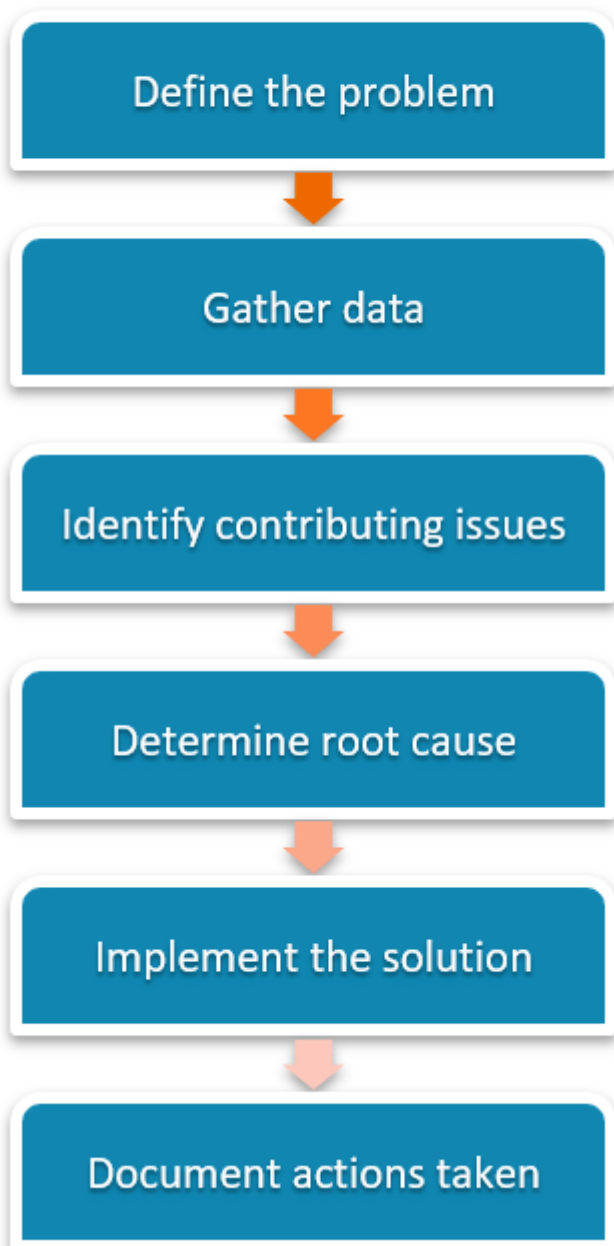 Define the problem
Gather data
Identify contributing issues
Determine root cause
Implement the solution
Document actions taken